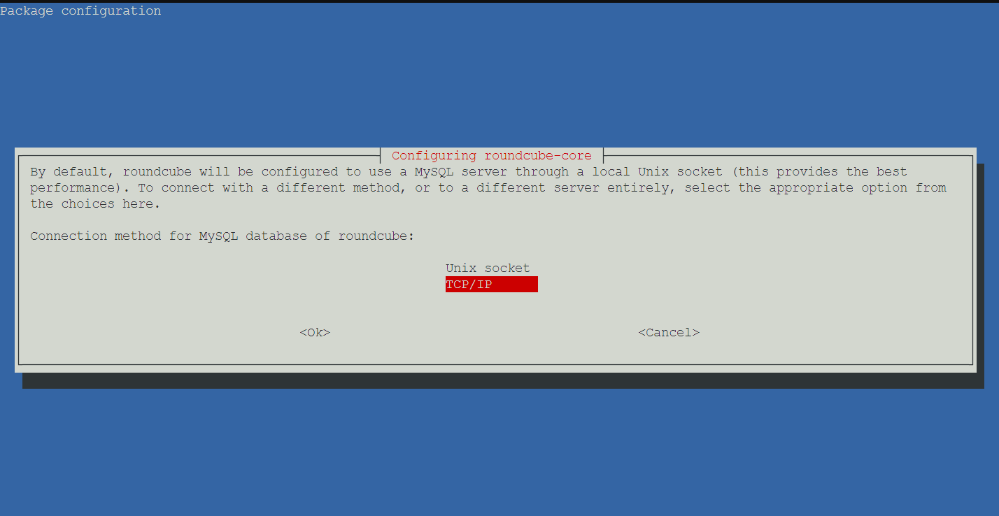 Package configuration
Configuring roundcube-core
By default, roundcube will be configured to use a MySQL server through a local Unix socket (this provides the best
performance). To connect with a different method, or to a different server entirely, select the appropriate option from
the choices here.
Connection method for MySQL database of roundcube:
Unix socket
TCP/IP
<Ok> <Cancel>